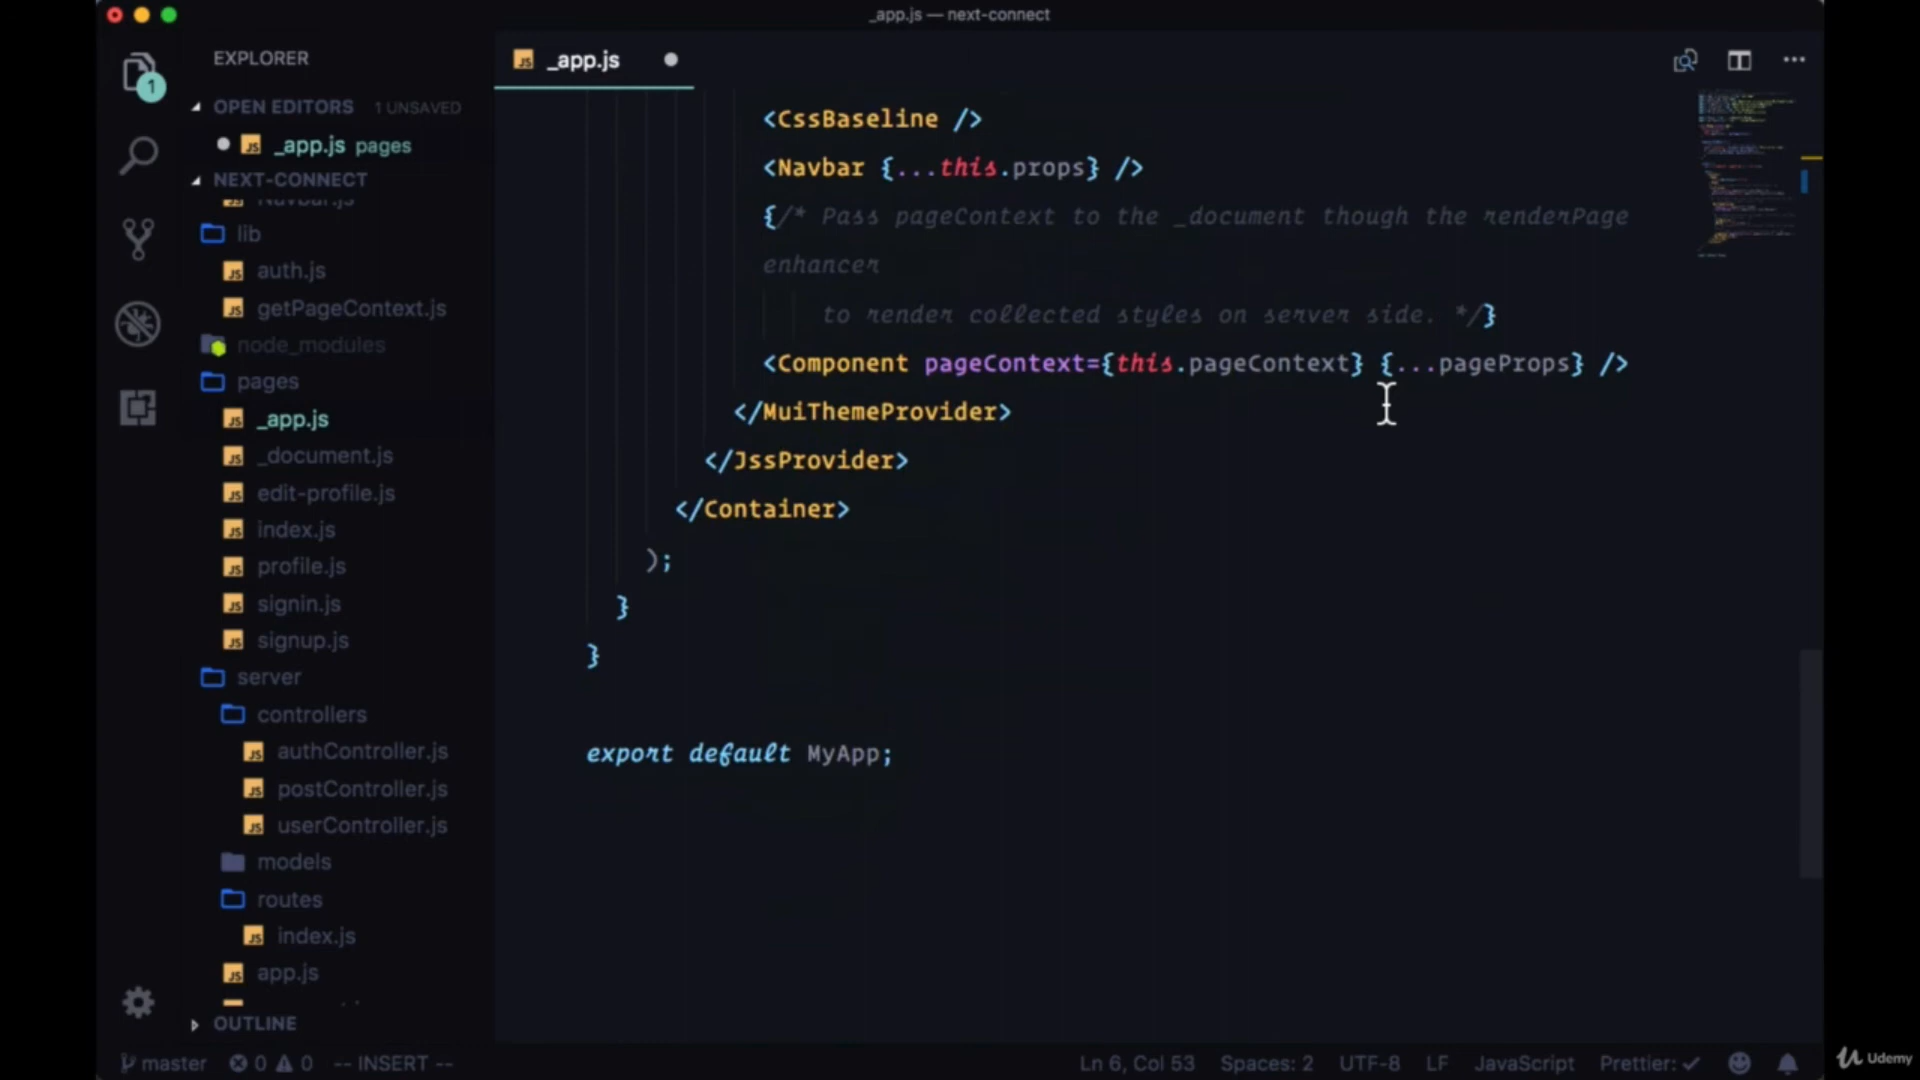 _app.js — next-connect
EXPLORER
OPEN EDITORS 1 UNSAVED
_app.js pages
NEXT-CONNECT
Navbar.js
lib
auth.js
getPageContext.js
node_modules
pages
_app.js
_document.js
edit-profile.js
index.js
profile.js
signin.js
signup.js
server
controllers
authController.js
postController.js
userController.js
models
routes
index.js
app.js
OUTLINE
1
_app.js
<CssBaseline />
<Navbar {...this.props} />
{/* Pass pageContext to the _document though the renderPage
enhancer
to render collected styles on server side. */}
<Component pageContext={this.pageContext} {...pageProps} />
</MuiThemeProvider>
</JssProvider>
</Container>
);
}
}
export default MyApp;
master 0 0 -- INSERT -- Ln 6, Col 53 Spaces: 2 UTF-8 LF JavaScript Prettier: ✓
Udemy